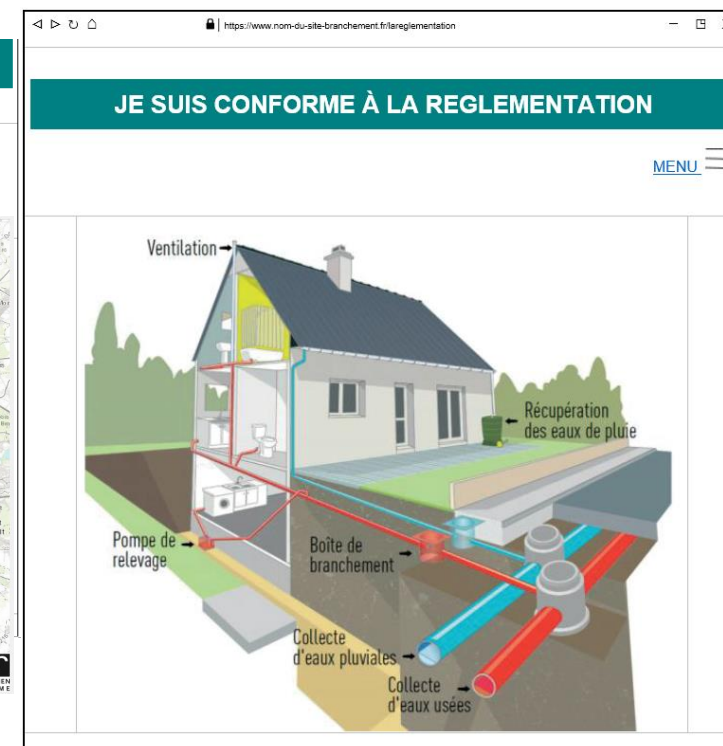 https://www.nom-du-site-branchement.fr/lareglementation
JE SUIS CONFORME À LA REGLEMENTATION
MENU
Ventilation
Récupération
des eaux de pluie
Pompe de
relevage
Boîte de
branchement
Collecte
d'eaux pluviales
Collecte
d'eaux usées